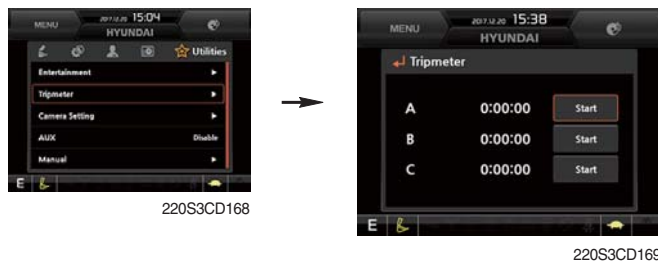 MENU 2017.12.20 15:04
HYUNDAI
Utilities
Entertainment
Tripmeter
Camera Setting
AUX Disable
Manual
E
220S3CD168
MENU 2017.12.20 15:38
HYUNDAI
Tripmeter
A 0:00:00 Start
B 0:00:00 Start
C 0:00:00 Start
E
220S3CD169